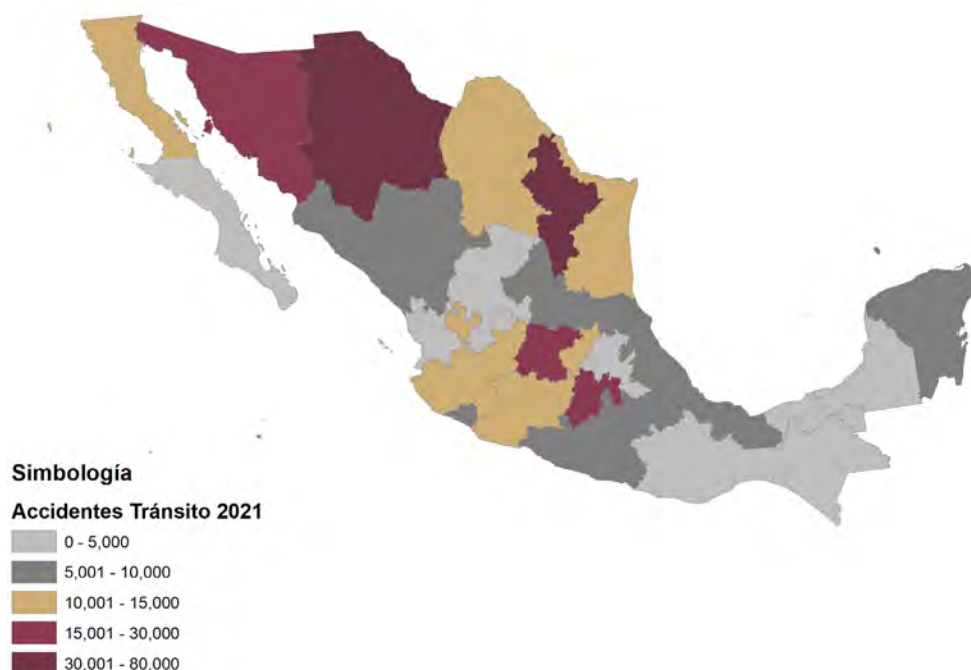 Simbología
Accidentes Tránsito 2021
0 - 5,000
5,001 - 10,000
10,001 - 15,000
15,001 - 30,000
30,001 - 80,000